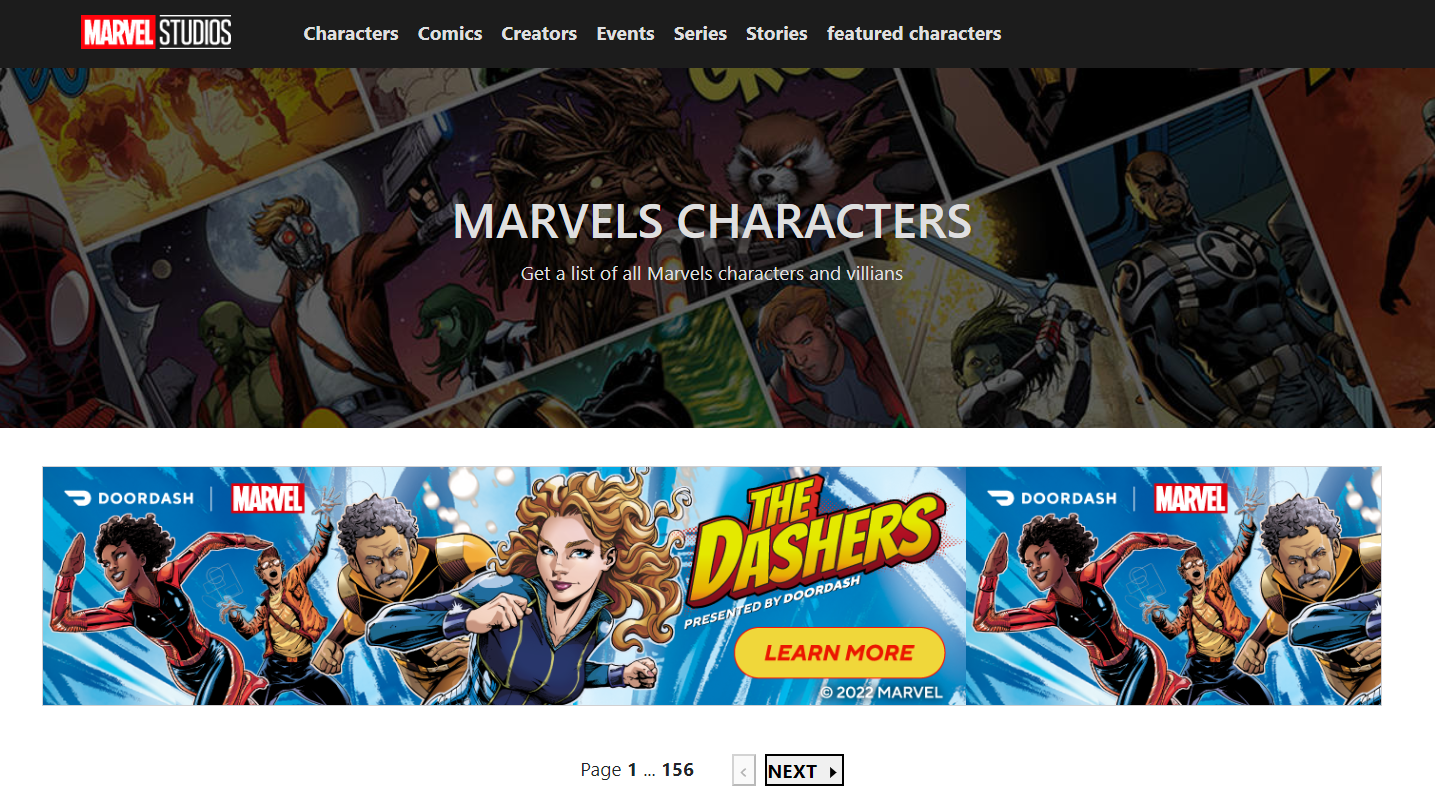 MARVEL STUDIOS
Characters Comics Creators Events Series Stories featured characters
MARVELS CHARACTERS
Get a list of all Marvels characters and villians
DOORDASH | MARVEL
THE
DASHERS
PRESENTED BY DOORDASH
LEARN MORE
© 2022 MARVEL
DOORDASH | MARVEL
Page 1 ... 156
‹
NEXT